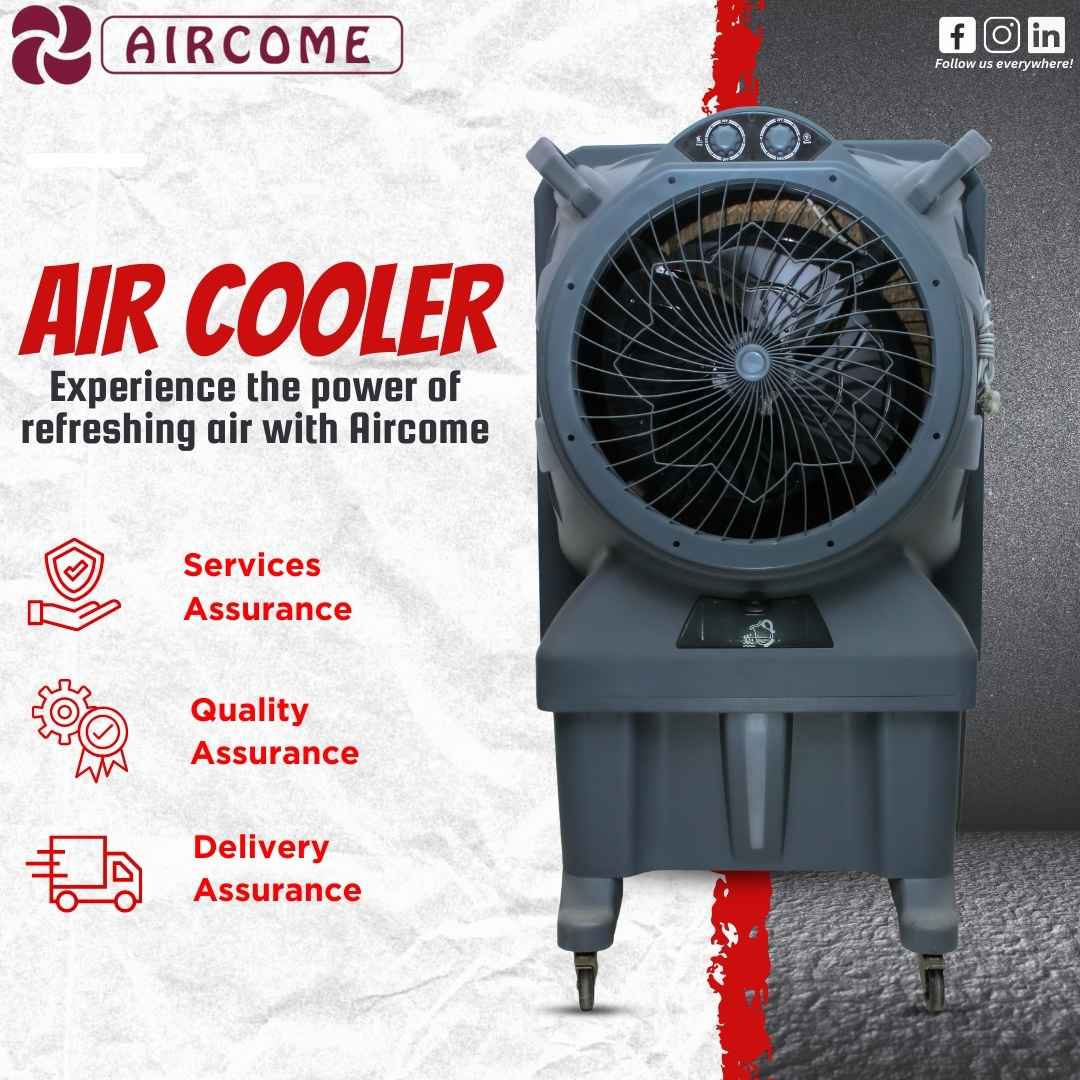 AIRCOME
Follow us everywhere!
AIR COOLER
Experience the power of
refreshing air with Aircome
Services
Assurance
Quality
Assurance
Delivery
Assurance